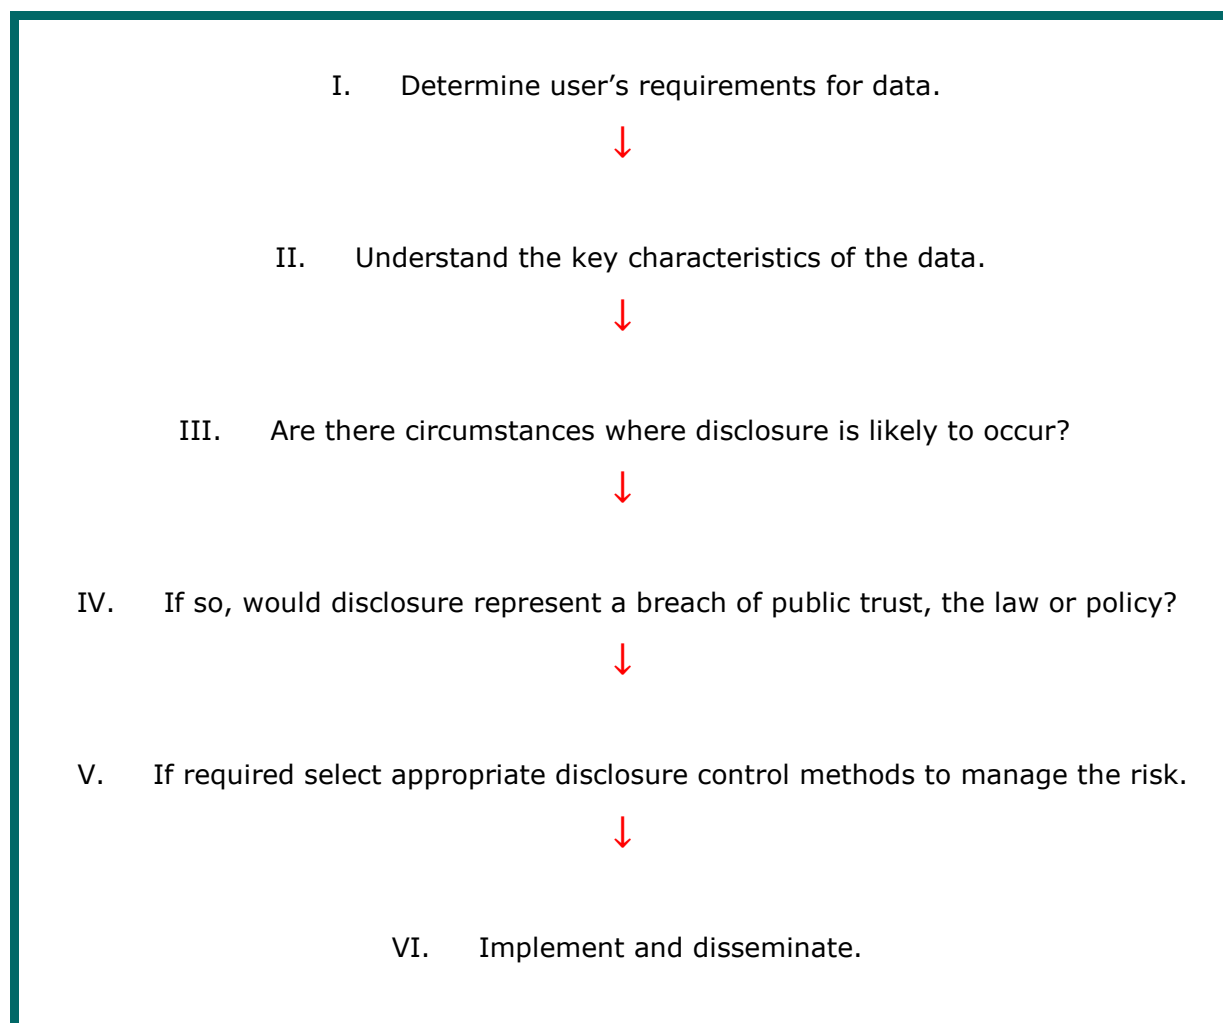 I. Determine user’s requirements for data.
↓
II. Understand the key characteristics of the data.
↓
III. Are there circumstances where disclosure is likely to occur?
↓
IV. If so, would disclosure represent a breach of public trust, the law or policy?
↓
V. If required select appropriate disclosure control methods to manage the risk.
↓
VI. Implement and disseminate.